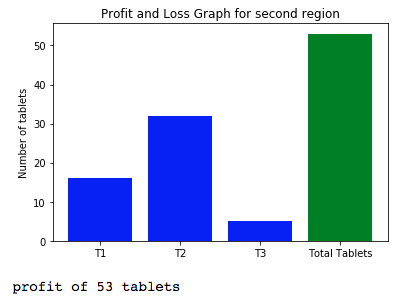 Profit and Loss Graph for second region
50
40
30
20
10
0
Number of tablets
T1 T2 T3 Total Tablets
profit of 53 tablets